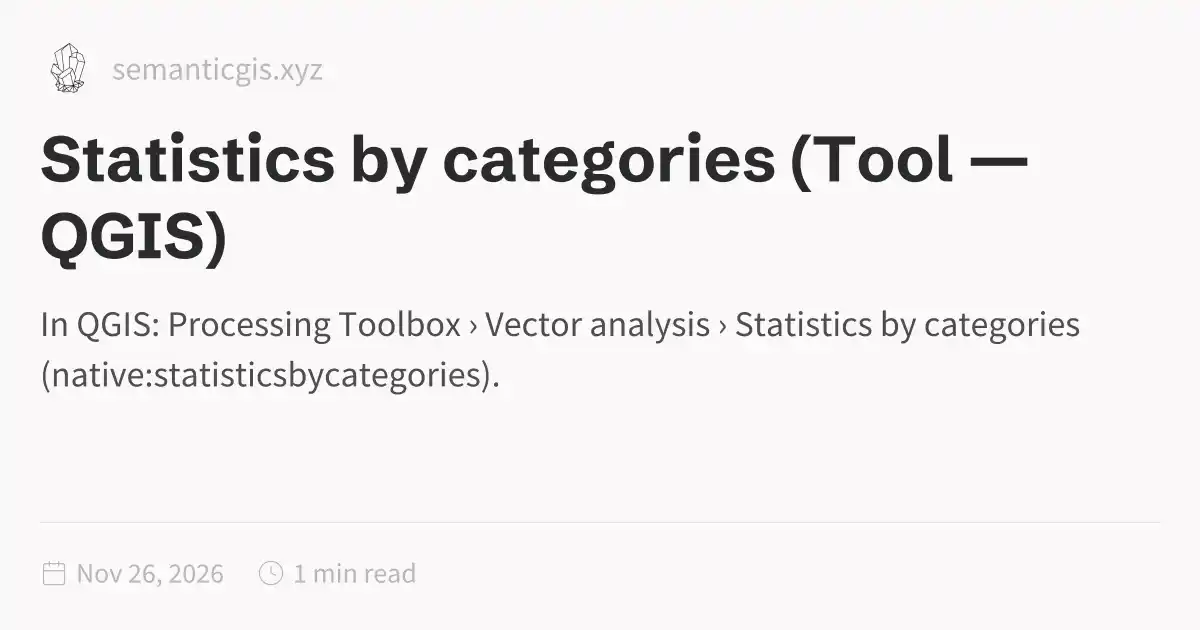 semanticgis.xyz
Statistics by categories (Tool —
QGIS)
In QGIS: Processing Toolbox › Vector analysis › Statistics by categories
(native:statisticsbycategories).
Nov 26, 2026 1 min read